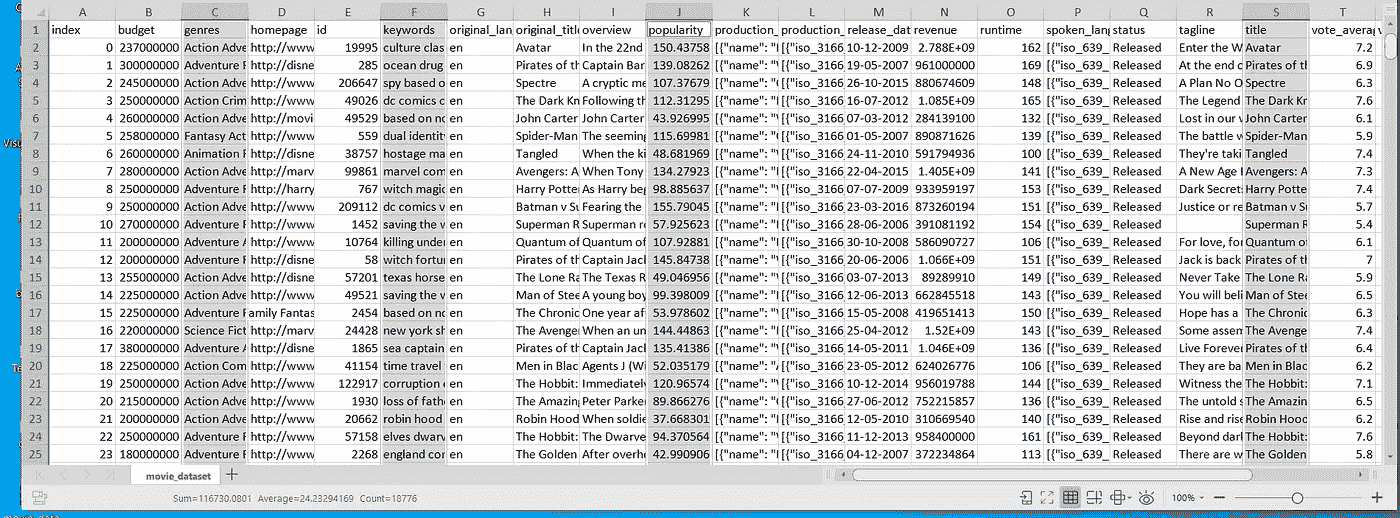 A B C D E F G H I J K L M N O P Q R S T
1 index budget genres homepage id keywords original_lan original_title overview popularity production_ production_ release_dat revenue runtime spoken_lang status tagline title vote_averag
2 0 237000000 Action Adve http://www 19995 culture clas en Avatar In the 22nd 150.43758 [{"name": "I [{"iso_3166 10-12-2009 2.788E+09 162 [{"iso_639_ Released Enter the W Avatar 7.2
3 1 300000000 Adventure F http://disne 285 ocean drug en Pirates of th Captain Bar 139.08262 [{"name": "\ [{"iso_3166 19-05-2007 961000000 169 [{"iso_639_ Released At the end o Pirates of th 6.9
4 2 245000000 Action Adve http://www 206647 spy based o en Spectre A cryptic me 107.37679 [{"name": "( [{"iso_3166 26-10-2015 880674609 148 [{"iso_639_ Released A Plan No O Spectre 6.3
5 3 250000000 Action Crim http://www 49026 dc comics c en The Dark Kn Following th 112.31295 [{"name": "I [{"iso_3166 16-07-2012 1.085E+09 165 [{"iso_639_ Released The Legend The Dark Kn 7.6
6 4 260000000 Action Adve http://movi 49529 based on no en John Carter John Carter 43.926995 [{"name": "\ [{"iso_3166 07-03-2012 284139100 132 [{"iso_639_ Released Lost in our v John Carter 6.1
7 5 258000000 Fantasy Act http://www 559 dual identit en Spider-Man The seeming 115.69981 [{"name": "( [{"iso_3166 01-05-2007 890871626 139 [{"iso_639_ Released The battle w Spider-Man 5.9
8 6 260000000 Animation F http://disne 38757 hostage ma en Tangled When the ki 48.681969 [{"name": "\ [{"iso_3166 24-11-2010 591794936 100 [{"iso_639_ Released They're taki Tangled 7.4
9 7 280000000 Action Adve http://marv 99861 marvel com en Avengers: A When Tony 134.27923 [{"name": "I [{"iso_3166 22-04-2015 1.405E+09 141 [{"iso_639_ Released A New Age Avengers: A 7.3
10 8 250000000 Adventure F http://harry 767 witch magic en Harry Potte As Harry beg 98.885637 [{"name": "\ [{"iso_3166 07-07-2009 933959197 153 [{"iso_639_ Released Dark Secret Harry Potte 7.4
11 9 250000000 Action Adve http://www 209112 dc comics v en Batman v Su Fearing the 155.79045 [{"name": "I [{"iso_3166 23-03-2016 873260194 151 [{"iso_639_ Released Justice or re Batman v Su 5.7
12 10 270000000 Adventure F http://www 1452 saving the w en Superman R Superman re 57.925623 [{"name": "I [{"iso_3166 28-06-2006 391081192 154 [{"iso_639_ Released Superman R 5.4
13 11 200000000 Adventure A http://www 10764 killing under en Quantum of Quantum of 107.92881 [{"name": "I [{"iso_3166 30-10-2008 586090727 106 [{"iso_639_ Released For love, for Quantum of 6.1
14 12 200000000 Adventure F http://disne 58 witch fortur en Pirates of th Captain Jack 145.84738 [{"name": "\ [{"iso_3166 20-06-2006 1.066E+09 151 [{"iso_639_ Released Jack is back Pirates of th 7
15 13 255000000 Action Adve http://disne 57201 texas horse en The Lone Ra The Texas R 49.046956 [{"name": "\ [{"iso_3166 03-07-2013 89289910 149 [{"iso_639_ Released Never Take The Lone Ra 5.9
16 14 225000000 Action Adve http://www 49521 saving the w en Man of Stee A young boy 99.398009 [{"name": "I [{"iso_3166 12-06-2013 662845518 143 [{"iso_639_ Released You will beli Man of Stee 6.5
17 15 225000000 Adventure Family Fantas 2454 based on no en The Chronic One year af 53.978602 [{"name": "\ [{"iso_3166 15-05-2008 419651413 150 [{"iso_639_ Released Hope has a The Chronic 6.3
18 16 220000000 Science Fict http://marv 24428 new york sh en The Avenge When an un 144.44863 [{"name": "I [{"iso_3166 25-04-2012 1.52E+09 143 [{"iso_639_ Released Some assem The Avenge 7.4
19 17 380000000 Adventure A http://disne 1865 sea captain en Pirates of th Captain Jack 135.41386 [{"name": "\ [{"iso_3166 14-05-2011 1.046E+09 136 [{"iso_639_ Released Live Forever Pirates of th 6.4
20 18 225000000 Action Com http://www 41154 time travel en Men in Blac Agents J (Wi 52.035179 [{"name": "/ [{"iso_3166 23-05-2012 624026776 106 [{"iso_639_ Released They are ba Men in Blac 6.2
21 19 250000000 Action Adve http://www 122917 corruption en The Hobbit: Immediately 120.96574 [{"name": "\ [{"iso_3166 10-12-2014 956019788 144 [{"iso_639_ Released Witness the The Hobbit: 7.1
22 20 215000000 Action Adve http://www 1930 loss of fath en The Amazin Peter Parker 89.866276 [{"name": "( [{"iso_3166 27-06-2012 752215857 136 [{"iso_639_ Released The untold s The Amazin 6.5
23 21 200000000 Action Adve http://www 20662 robin hood en Robin Hood When soldie 37.668301 [{"name": "I [{"iso_3166 12-05-2010 310669540 140 [{"iso_639_ Released Rise and rise Robin Hood 6.2
24 22 250000000 Adventure F http://www 57158 elves dwarv en The Hobbit: The Dwarve 94.370564 [{"name": "\ [{"iso_3166 11-12-2013 958400000 161 [{"iso_639_ Released Beyond dar The Hobbit: 7.6
25 23 180000000 Adventure F http://www 2268 england cor en The Golden After overh 42.990906 [{"name": "I [{"iso_3166 04-12-2007 372234864 113 [{"iso_639_ Released There are w The Golden 5.8
movie_dataset
Sum=116730.0801 Average=24.23294169 Count=18776
100%